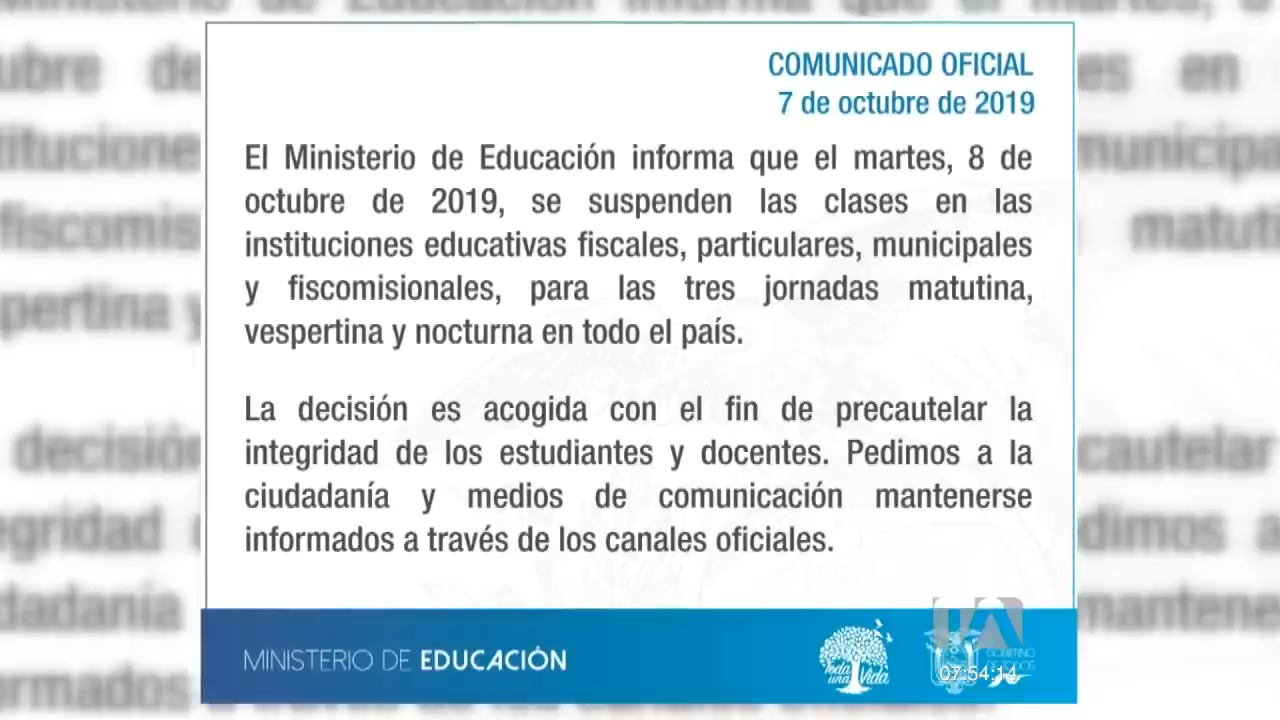 COMUNICADO OFICIAL
7 de octubre de 2019
El Ministerio de Educación informa que el martes, 8 de
octubre de 2019, se suspenden las clases en las
instituciones educativas fiscales, particulares, municipales
y fiscomisionales, para las tres jornadas matutina,
vespertina y nocturna en todo el país.
La decisión es acogida con el fin de precautelar la
integridad de los estudiantes y docentes. Pedimos a la
ciudadanía y medios de comunicación mantenerse
informados a través de los canales oficiales.
MINISTERIO DE EDUCACIÓN
Toda
una Vida
GOBIERNO
DE TODOS
07:54:14